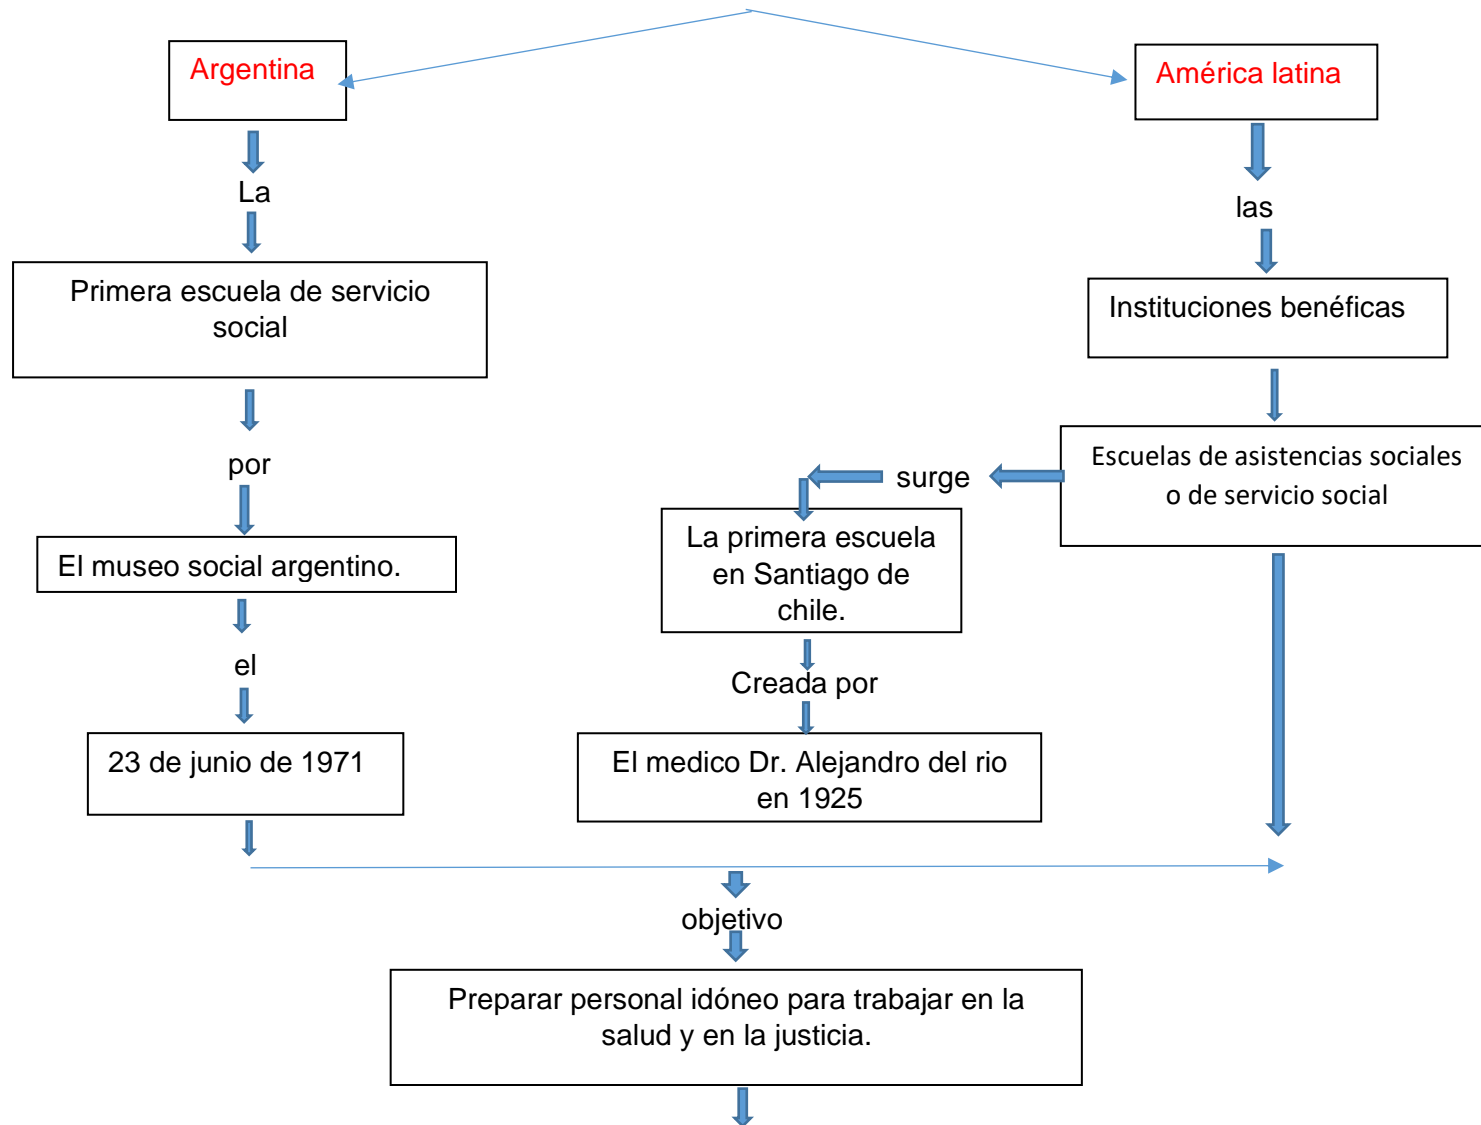 Argentina
América latina
La
las
Primera escuela de servicio
social
Instituciones benéficas
por
Escuelas de asistencias sociales
o de servicio social
surge
El museo social argentino.
La primera escuela
en Santiago de
chile.
el
Creada por
23 de junio de 1971
El medico Dr. Alejandro del rio
en 1925
objetivo
Preparar personal idóneo para trabajar en la
salud y en la justicia.